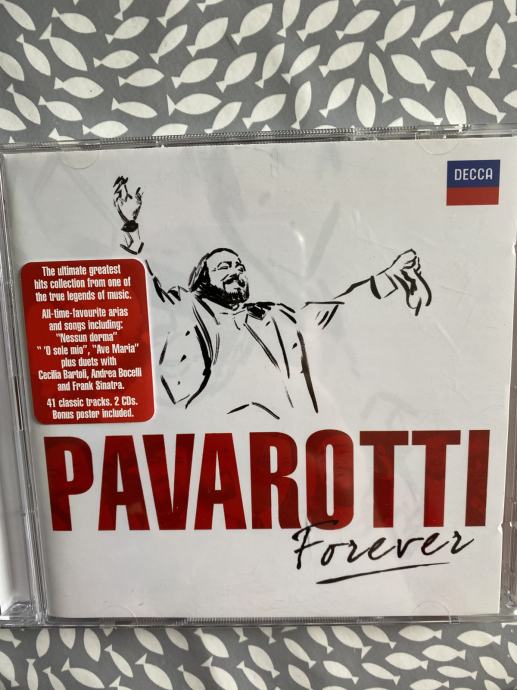 DECCA
The ultimate greatest
hits collection from one of
the true legends of music.
All-time-favourite arias
and songs including:
"Nessun dorma"
" 'O sole mio", "Ave Maria"
plus duets with
Cecilia Bartoli, Andrea Bocelli
and Frank Sinatra.
41 classic tracks. 2 CDs.
Bonus poster included.
PAVAROTTI
Forever